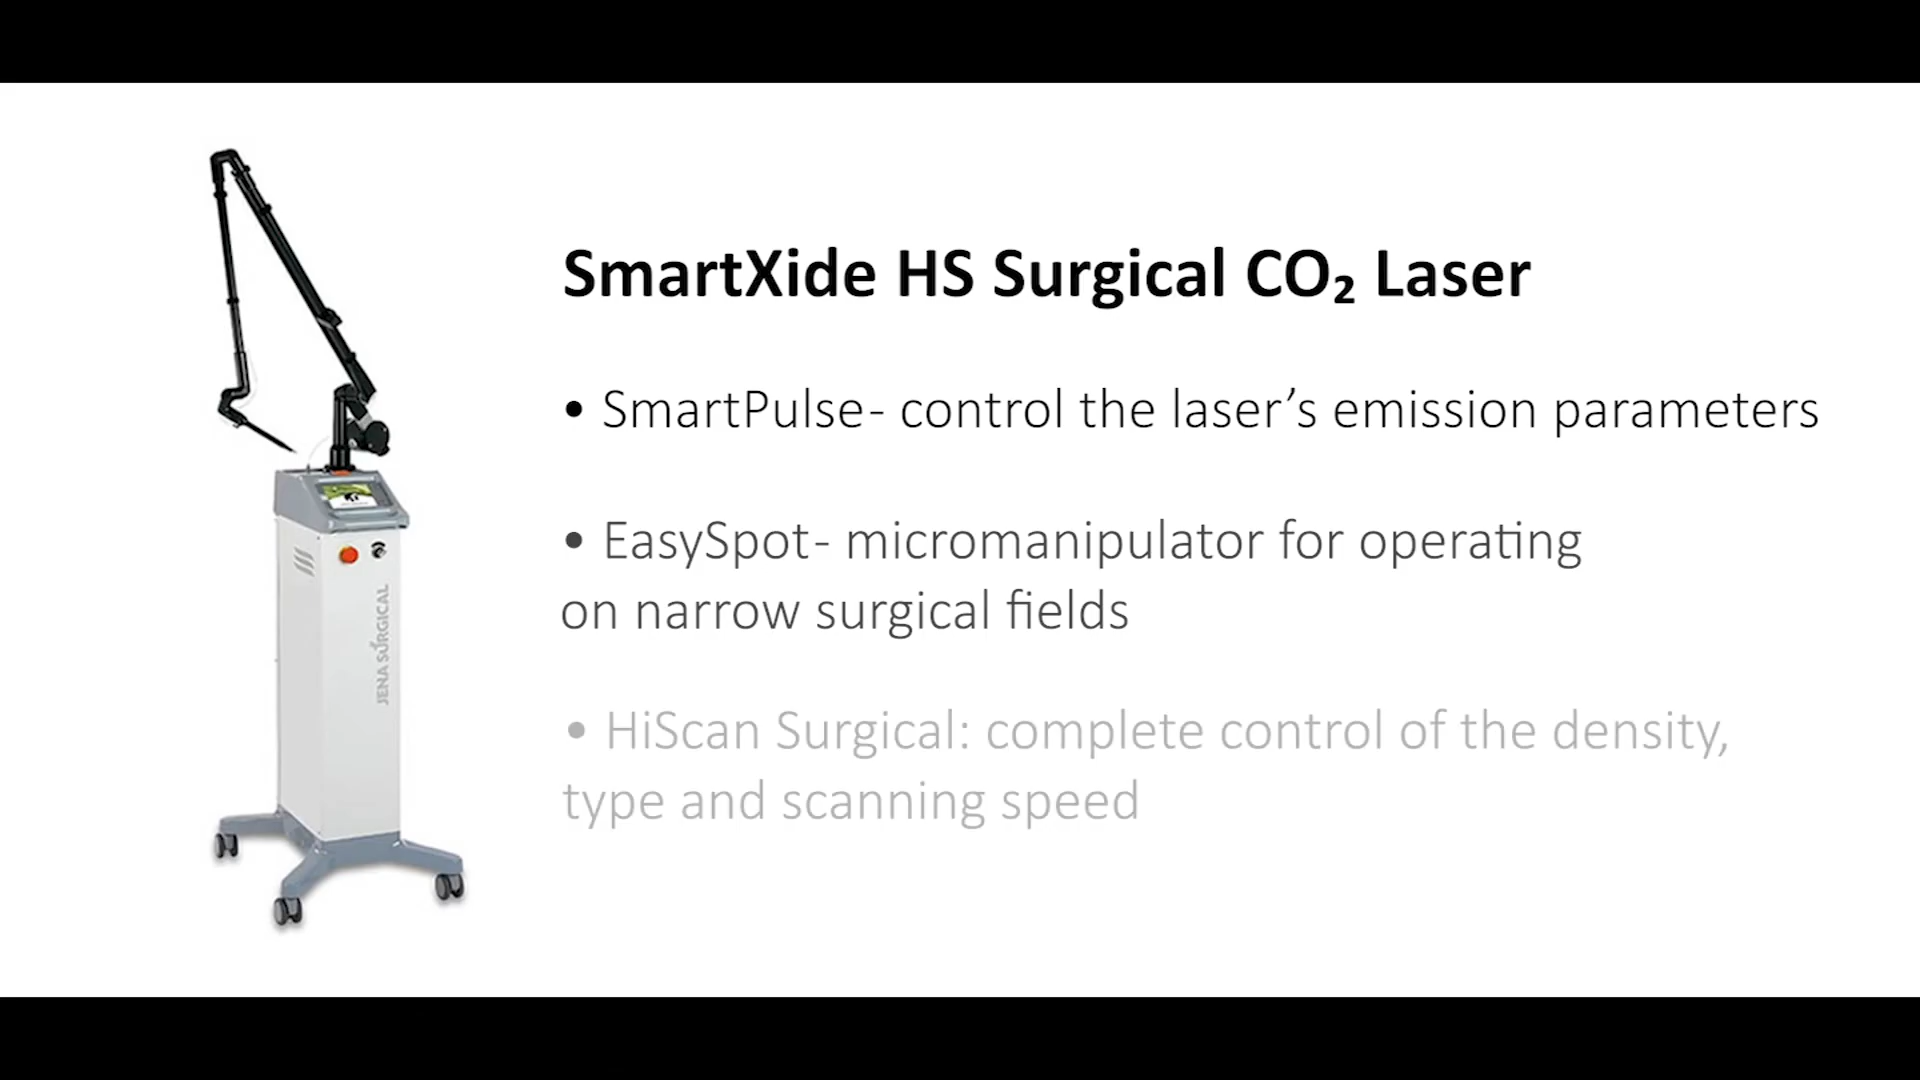 SmartXide HS Surgical CO₂ Laser
• SmartPulse- control the laser’s emission parameters
• EasySpot- micromanipulator for operating
on narrow surgical fields
• HiScan Surgical: complete control of the density,
type and scanning speed
JENA SURGICAL